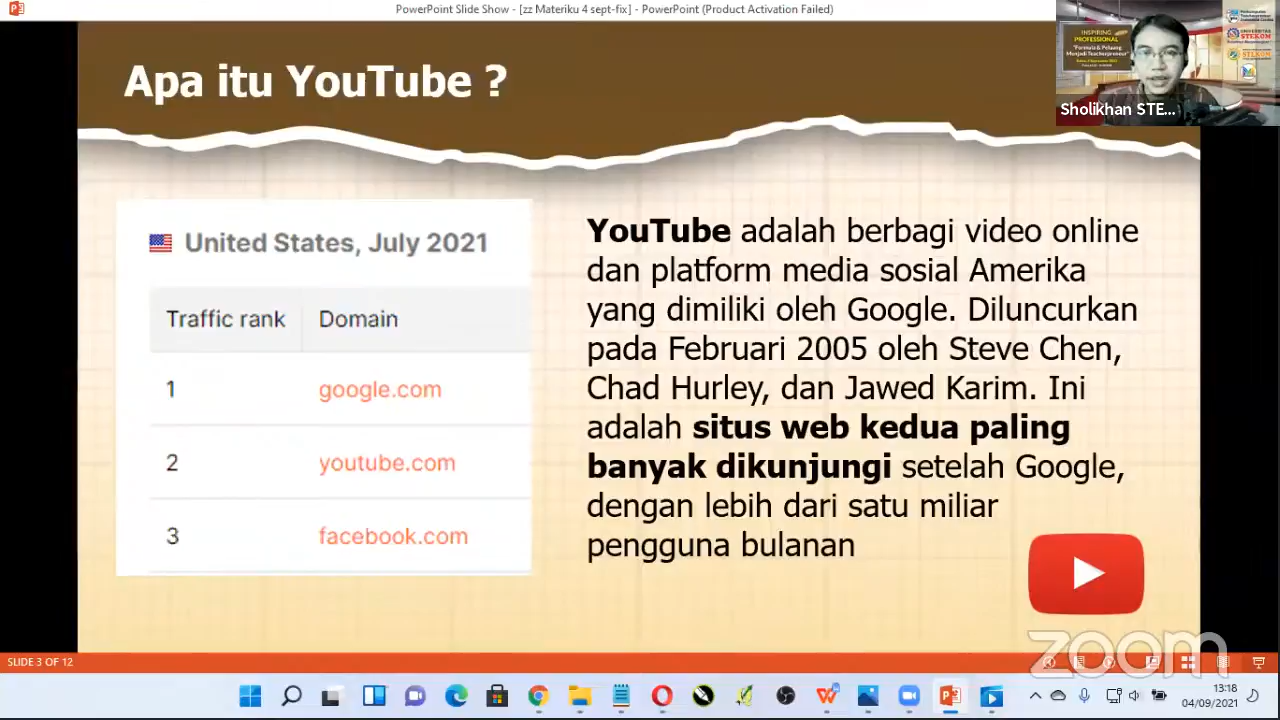 PowerPoint Slide Show - [zz Materiku 4 sept-fix] - PowerPoint (Product Activation Failed)
Apa itu YouTube ?
INSPIRING
PROFESSIONAL
"Formula & Peluang
Menjadi Teacherpreneur"
Sholikhan STE...
United States, July 2021
Traffic rank Domain
1 google.com
2 youtube.com
3 facebook.com
YouTube adalah berbagi video online
dan platform media sosial Amerika
yang dimiliki oleh Google. Diluncurkan
pada Februari 2005 oleh Steve Chen,
Chad Hurley, dan Jawed Karim. Ini
adalah situs web kedua paling
banyak dikunjungi setelah Google,
dengan lebih dari satu miliar
pengguna bulanan
zoom
SLIDE 3 OF 12
13:18
04/09/2021